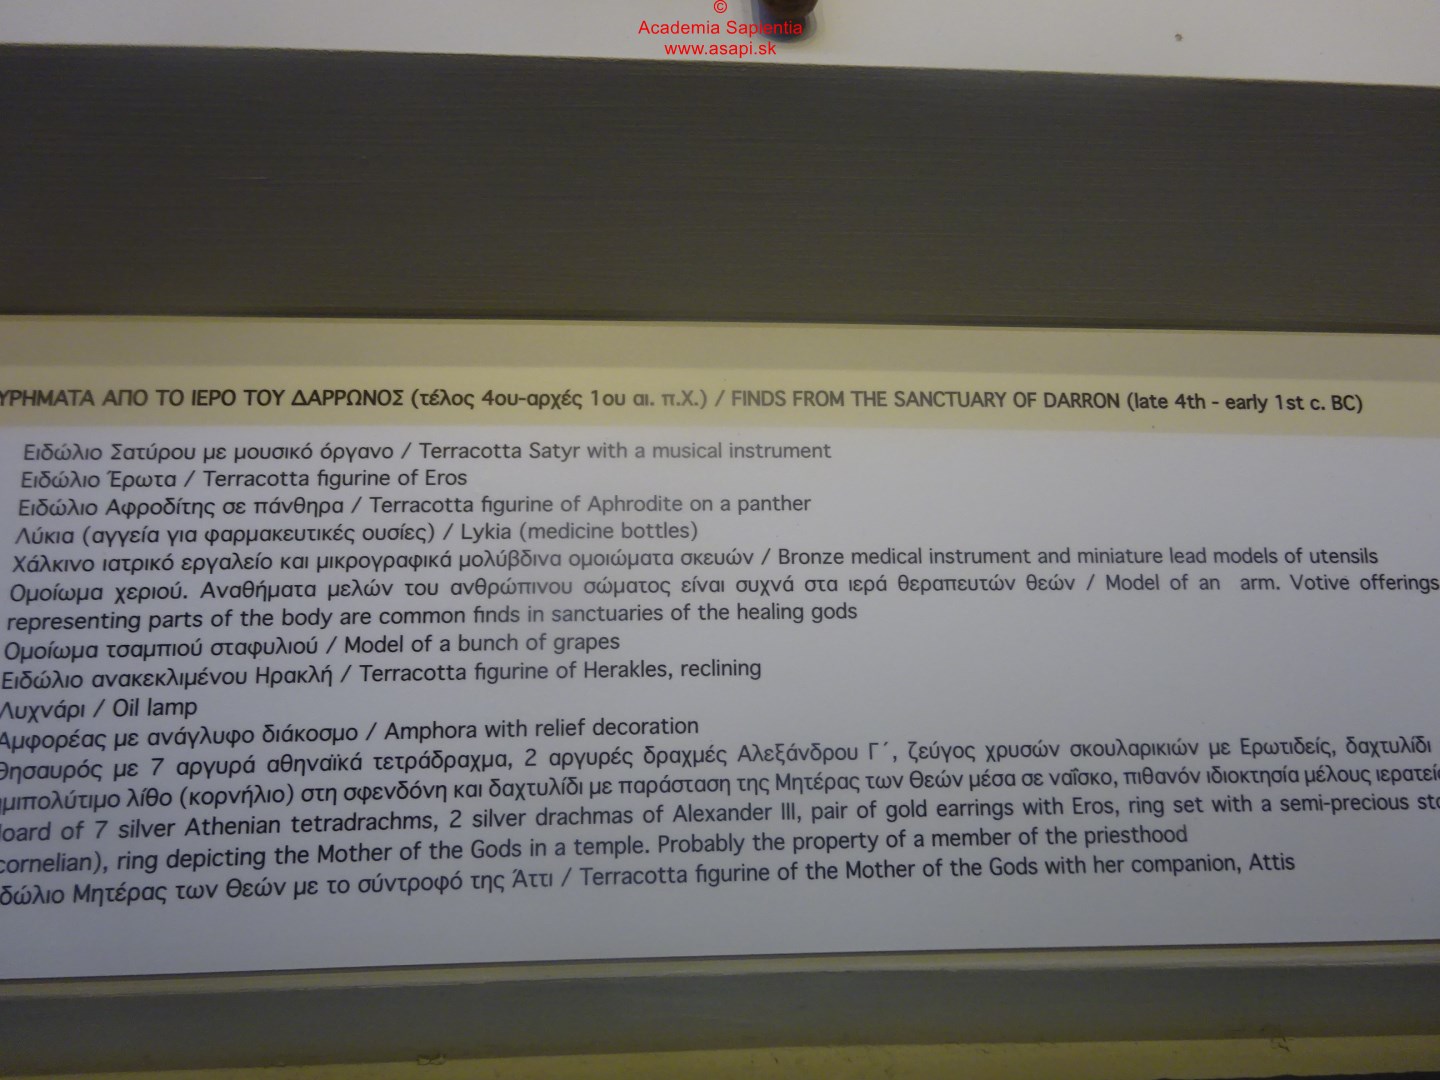 ©
Academia Sapientia
www.asapi.sk
ΥΡΗΜΑΤΑ ΑΠΟ ΤΟ ΙΕΡΟ ΤΟΥ ΔΑΡΡΩΝΟΣ (τέλος 4ου-αρχές 1ου αι. π.Χ.) / FINDS FROM THE SANCTUARY OF DARRON (late 4th - early 1st c. BC)
Ειδώλιο Σατύρου με μουσικό όργανο / Terracotta Satyr with a musical instrument
Ειδώλιο Έρωτα / Terracotta figurine of Eros
Ειδώλιο Αφροδίτης σε πάνθηρα / Terracotta figurine of Aphrodite on a panther
Λύκια (αγγεία για φαρμακευτικές ουσίες) / Lykia (medicine bottles)
Χάλκινο ιατρικό εργαλείο και μικρογραφικά μολύβδινα ομοιώματα σκευών / Bronze medical instrument and miniature lead models of utensils
Ομοίωμα χεριού. Αναθήματα μελών του ανθρώπινου σώματος είναι συχνά στα ιερά θεραπευτών θεών / Model of an arm. Votive offerings
representing parts of the body are common finds in sanctuaries of the healing gods
Ομοίωμα τσαμπιού σταφυλιού / Model of a bunch of grapes
Ειδώλιο ανακεκλιμένου Ηρακλή / Terracotta figurine of Herakles, reclining
Λυχνάρι / Oil lamp
Αμφορέας με ανάγλυφο διάκοσμο / Amphora with relief decoration
Θησαυρός με 7 αργυρά αθηναϊκά τετράδραχμα, 2 αργυρές δραχμές Αλεξάνδρου Γ΄, ζεύγος χρυσών σκουλαρικιών με Ερωτιδείς, δαχτυλίδι
ημιπολύτιμο λίθο (κορνήλιο) στη σφενδόνη και δαχτυλίδι με παράσταση της Μητέρας των Θεών μέσα σε ναΐσκο, πιθανόν ιδιοκτησία μέλους ιερατεί
oard of 7 silver Athenian tetradrachms, 2 silver drachmas of Alexander III, pair of gold earrings with Eros, ring set with a semi-precious sto
cornelian), ring depicting the Mother of the Gods in a temple. Probably the property of a member of the priesthood
δώλιο Μητέρας των Θεών με το σύντροφό της Άττι / Terracotta figurine of the Mother of the Gods with her companion, Attis